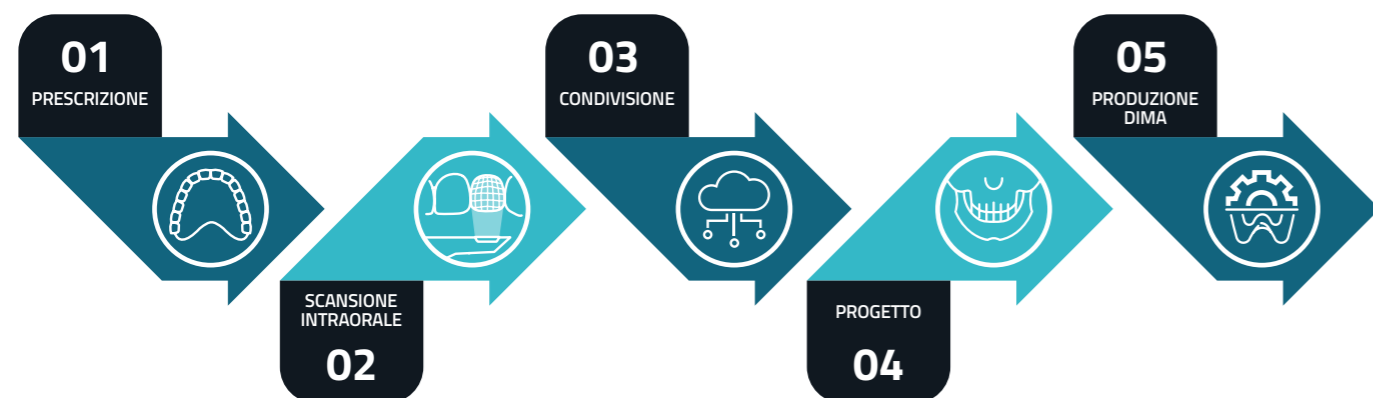 01
PRESCRIZIONE
SCANSIONE
INTRAORALE
02
03
CONDIVISIONE
PROGETTO
04
05
PRODUZIONE
DIMA